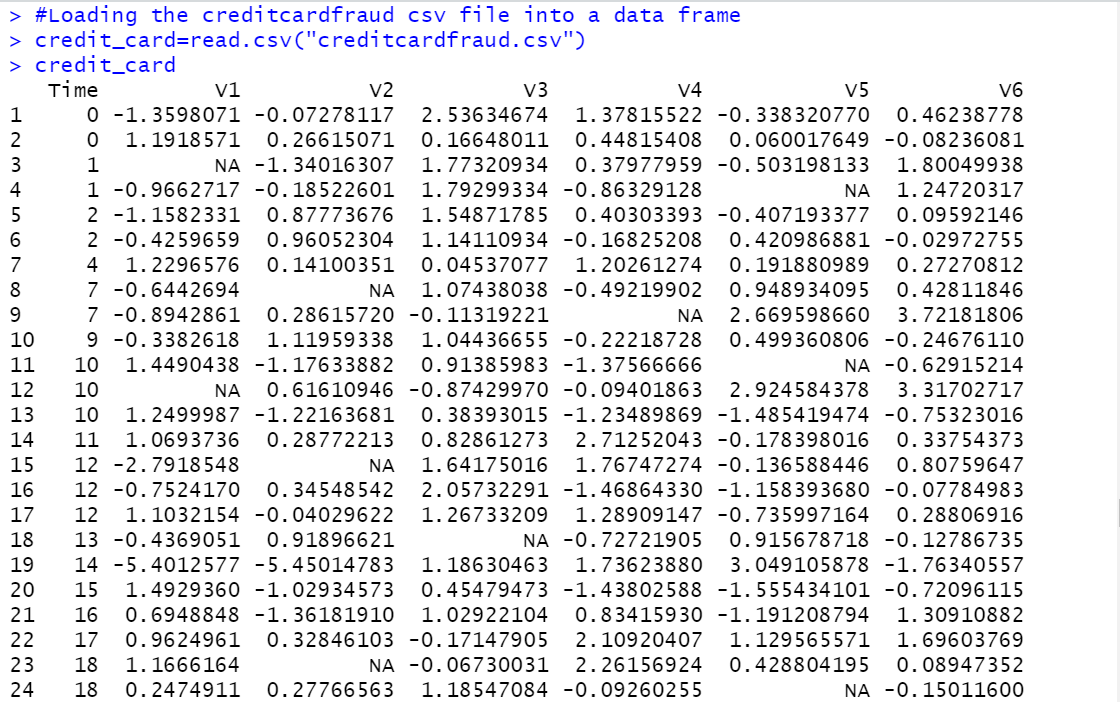 > #Loading the creditcardfraud csv file into a data frame
> credit_card=read.csv("creditcardfraud.csv")
> credit_card
Time V1 V2 V3 V4 V5 V6
1 0 -1.3598071 -0.07278117 2.53634674 1.37815522 -0.338320770 0.46238778
2 0 1.1918571 0.26615071 0.16648011 0.44815408 0.060017649 -0.08236081
3 1 NA -1.34016307 1.77320934 0.37977959 -0.503198133 1.80049938
4 1 -0.9662717 -0.18522601 1.79299334 -0.86329128 NA 1.24720317
5 2 -1.1582331 0.87773676 1.54871785 0.40303393 -0.407193377 0.09592146
6 2 -0.4259659 0.96052304 1.14110934 -0.16825208 0.420986881 -0.02972755
7 4 1.2296576 0.14100351 0.04537077 1.20261274 0.191880989 0.27270812
8 7 -0.6442694 NA 1.07438038 -0.49219902 0.948934095 0.42811846
9 7 -0.8942861 0.28615720 -0.11319221 NA 2.669598660 3.72181806
10 9 -0.3382618 1.11959338 1.04436655 -0.22218728 0.499360806 -0.24676110
11 10 1.4490438 -1.17633882 0.91385983 -1.37566666 NA -0.62915214
12 10 NA 0.61610946 -0.87429970 -0.09401863 2.924584378 3.31702717
13 10 1.2499987 -1.22163681 0.38393015 -1.23489869 -1.485419474 -0.75323016
14 11 1.0693736 0.28772213 0.82861273 2.71252043 -0.178398016 0.33754373
15 12 -2.7918548 NA 1.64175016 1.76747274 -0.136588446 0.80759647
16 12 -0.7524170 0.34548542 2.05732291 -1.46864330 -1.158393680 -0.07784983
17 12 1.1032154 -0.04029622 1.26733209 1.28909147 -0.735997164 0.28806916
18 13 -0.4369051 0.91896621 NA -0.72721905 0.915678718 -0.12786735
19 14 -5.4012577 -5.45014783 1.18630463 1.73623880 3.049105878 -1.76340557
20 15 1.4929360 -1.02934573 0.45479473 -1.43802588 -1.555434101 -0.72096115
21 16 0.6948848 -1.36181910 1.02922104 0.83415930 -1.191208794 1.30910882
22 17 0.9624961 0.32846103 -0.17147905 2.10920407 1.129565571 1.69603769
23 18 1.1666164 NA -0.06730031 2.26156924 0.428804195 0.08947352
24 18 0.2474911 0.27766563 1.18547084 -0.09260255 NA -0.15011600